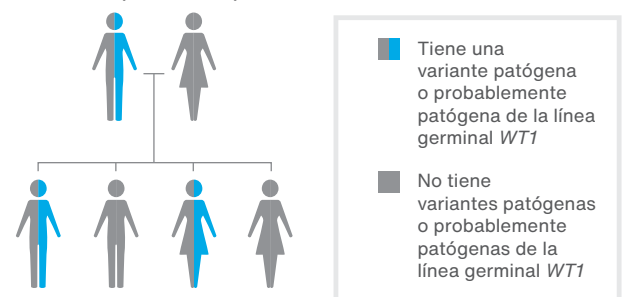 Tiene una
variante patógena
o probablemente
patógena de la línea
germinal WT1
No tiene
variantes patógenas
o probablemente
patógenas de la
línea germinal WT1